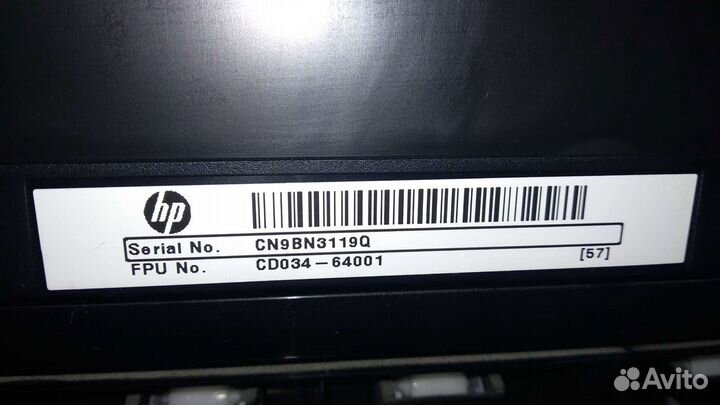 hp
Serial No. CN9BN3119Q
FPU No. CD034-64001 [57]
Avito